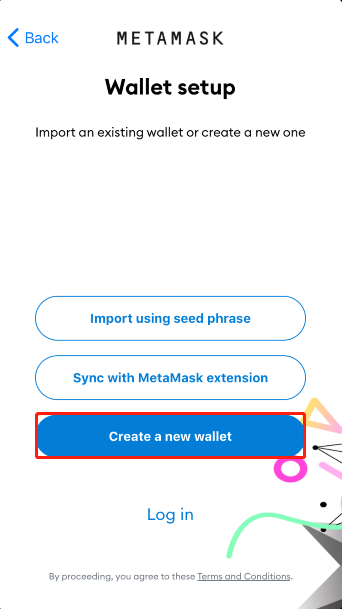 Back
METAMASK
Wallet setup
Import an existing wallet or create a new one
Import using seed phrase
Sync with MetaMask extension
Create a new wallet
Log in
By proceeding, you agree to these Terms and Conditions.